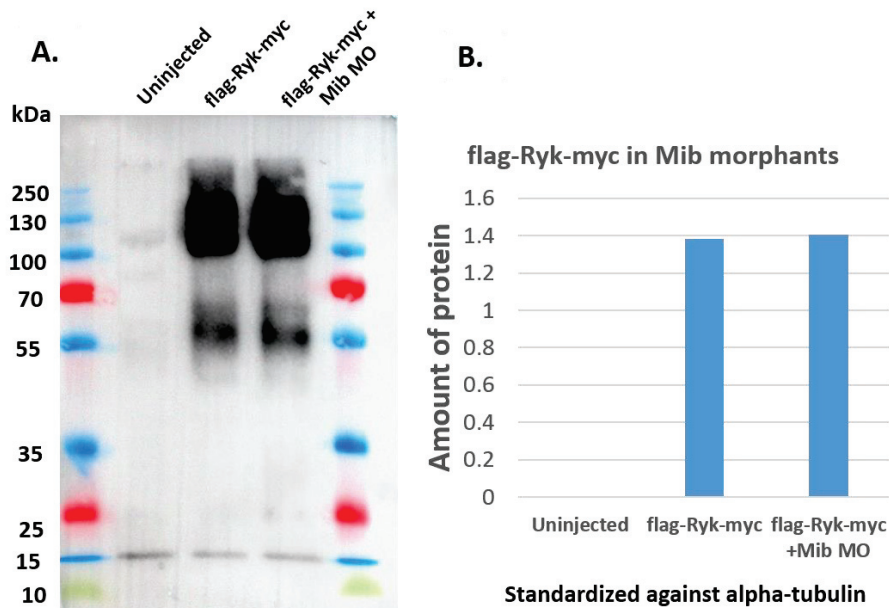 A.
Uninjected
flag-Ryk-myc
flag-Ryk-myc +
Mib MO
kDa
250
130
100
70
55
35
25
15
10
B.
flag-Ryk-myc in Mib morphants
Amount of protein
1.6
1.4
1.2
1
0.8
0.6
0.4
0.2
0
Uninjected
flag-Ryk-myc
flag-Ryk-myc
+Mib MO
Standardized against alpha-tubulin